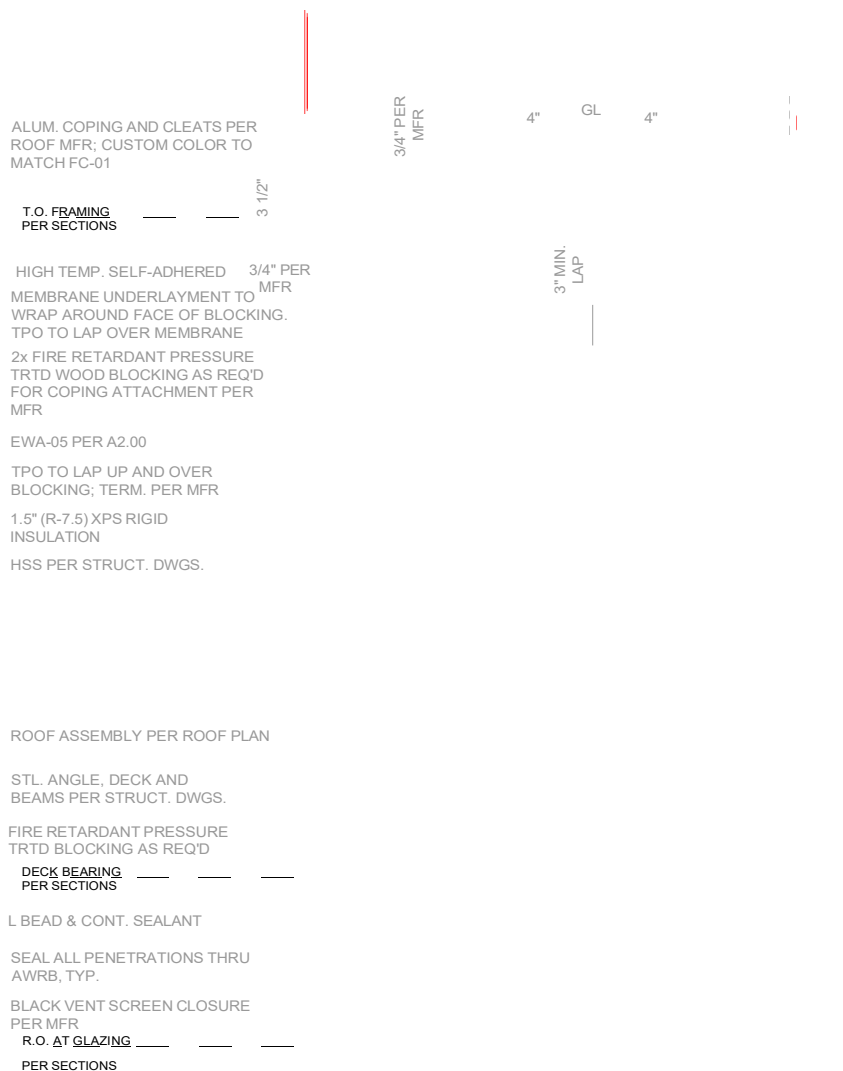 ALUM. COPING AND CLEATS PER
ROOF MFR; CUSTOM COLOR TO
MATCH FC-01
3/4" PER
MFR
4"
GL
4"
3 1/2"
T.O. FRAMING
PER SECTIONS
HIGH TEMP. SELF-ADHERED
MEMBRANE UNDERLAYMENT TO
WRAP AROUND FACE OF BLOCKING.
TPO TO LAP OVER MEMBRANE
3/4" PER
MFR
3" MIN.
LAP
2x FIRE RETARDANT PRESSURE
TRTD WOOD BLOCKING AS REQ'D
FOR COPING ATTACHMENT PER
MFR
EWA-05 PER A2.00
TPO TO LAP UP AND OVER
BLOCKING; TERM. PER MFR
1.5" (R-7.5) XPS RIGID
INSULATION
HSS PER STRUCT. DWGS.
ROOF ASSEMBLY PER ROOF PLAN
STL. ANGLE, DECK AND
BEAMS PER STRUCT. DWGS.
FIRE RETARDANT PRESSURE
TRTD BLOCKING AS REQ'D
DECK BEARING
PER SECTIONS
L BEAD & CONT. SEALANT
SEAL ALL PENETRATIONS THRU
AWRB, TYP.
BLACK VENT SCREEN CLOSURE
PER MFR
R.O. AT GLAZING
PER SECTIONS